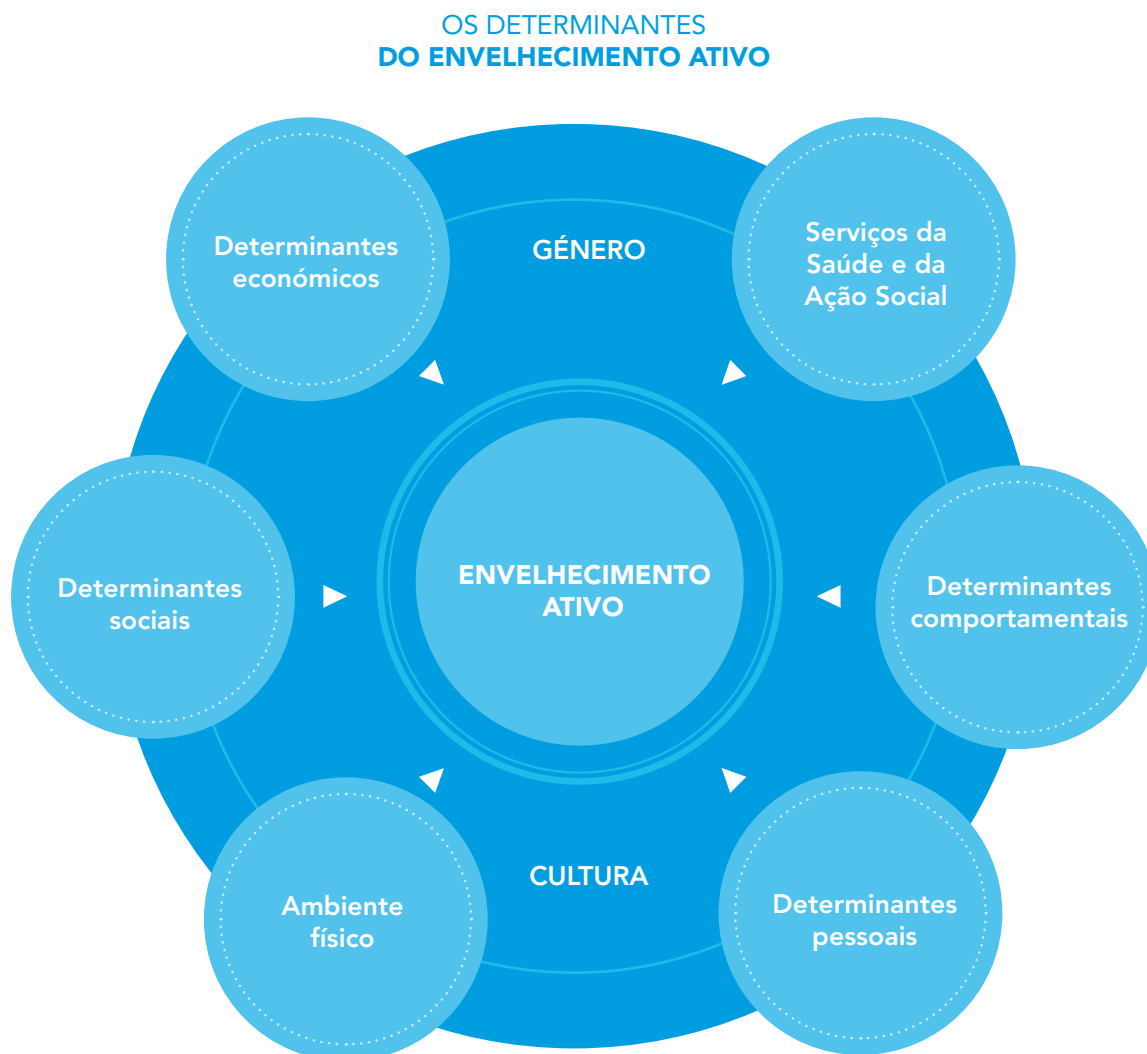 OS DETERMINANTES
DO ENVELHECIMENTO ATIVO
GÉNERO
Determinantes
económicos
Serviços da
Saúde e da
Ação Social
Determinantes
sociais
ENVELHECIMENTO
ATIVO
Determinantes
comportamentais
CULTURA
Ambiente
físico
Determinantes
pessoais